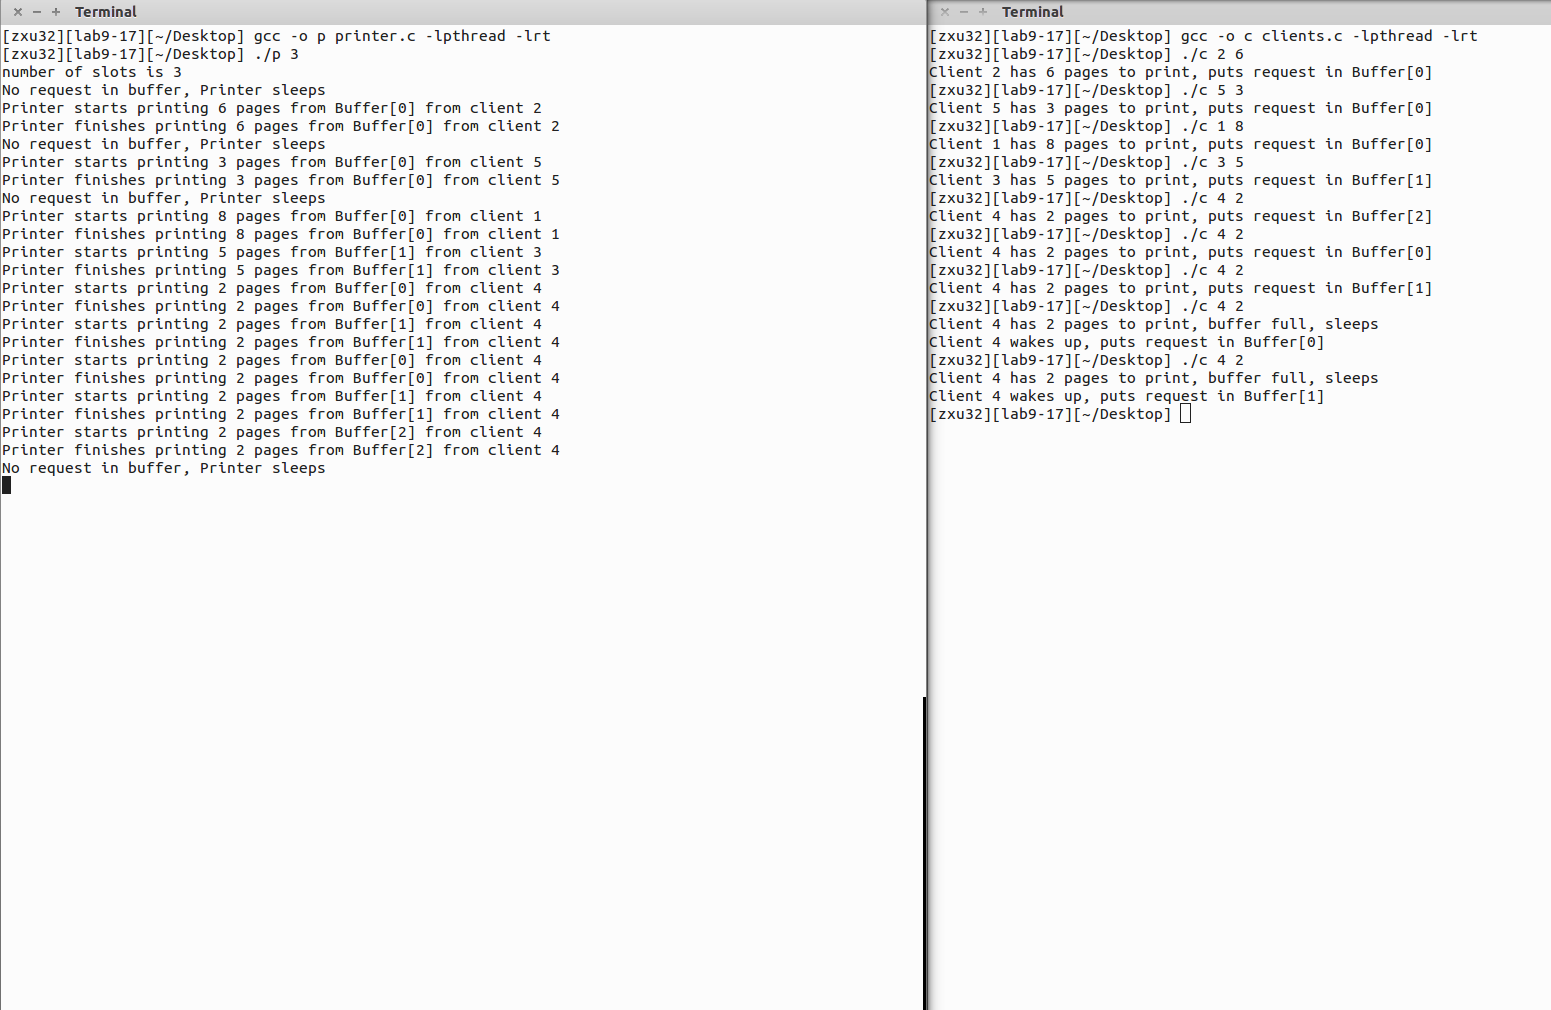 Terminal
[zxu32][lab9-17][~/Desktop] gcc -o p printer.c -lpthread -lrt
[zxu32][lab9-17][~/Desktop] ./p 3
number of slots is 3
No request in buffer, Printer sleeps
Printer starts printing 6 pages from Buffer[0] from client 2
Printer finishes printing 6 pages from Buffer[0] from client 2
No request in buffer, Printer sleeps
Printer starts printing 3 pages from Buffer[0] from client 5
Printer finishes printing 3 pages from Buffer[0] from client 5
No request in buffer, Printer sleeps
Printer starts printing 8 pages from Buffer[0] from client 1
Printer finishes printing 8 pages from Buffer[0] from client 1
Printer starts printing 5 pages from Buffer[1] from client 3
Printer finishes printing 5 pages from Buffer[1] from client 3
Printer starts printing 2 pages from Buffer[0] from client 4
Printer finishes printing 2 pages from Buffer[0] from client 4
Printer starts printing 2 pages from Buffer[1] from client 4
Printer finishes printing 2 pages from Buffer[1] from client 4
Printer starts printing 2 pages from Buffer[0] from client 4
Printer finishes printing 2 pages from Buffer[0] from client 4
Printer starts printing 2 pages from Buffer[1] from client 4
Printer finishes printing 2 pages from Buffer[1] from client 4
Printer starts printing 2 pages from Buffer[2] from client 4
Printer finishes printing 2 pages from Buffer[2] from client 4
No request in buffer, Printer sleeps
Terminal
[zxu32][lab9-17][~/Desktop] gcc -o c clients.c -lpthread -lrt
[zxu32][lab9-17][~/Desktop] ./c 2 6
Client 2 has 6 pages to print, puts request in Buffer[0]
[zxu32][lab9-17][~/Desktop] ./c 5 3
Client 5 has 3 pages to print, puts request in Buffer[0]
[zxu32][lab9-17][~/Desktop] ./c 1 8
Client 1 has 8 pages to print, puts request in Buffer[0]
[zxu32][lab9-17][~/Desktop] ./c 3 5
Client 3 has 5 pages to print, puts request in Buffer[1]
[zxu32][lab9-17][~/Desktop] ./c 4 2
Client 4 has 2 pages to print, puts request in Buffer[2]
[zxu32][lab9-17][~/Desktop] ./c 4 2
Client 4 has 2 pages to print, puts request in Buffer[0]
[zxu32][lab9-17][~/Desktop] ./c 4 2
Client 4 has 2 pages to print, puts request in Buffer[1]
[zxu32][lab9-17][~/Desktop] ./c 4 2
Client 4 has 2 pages to print, buffer full, sleeps
Client 4 wakes up, puts request in Buffer[0]
[zxu32][lab9-17][~/Desktop] ./c 4 2
Client 4 has 2 pages to print, buffer full, sleeps
Client 4 wakes up, puts request in Buffer[1]
[zxu32][lab9-17][~/Desktop]